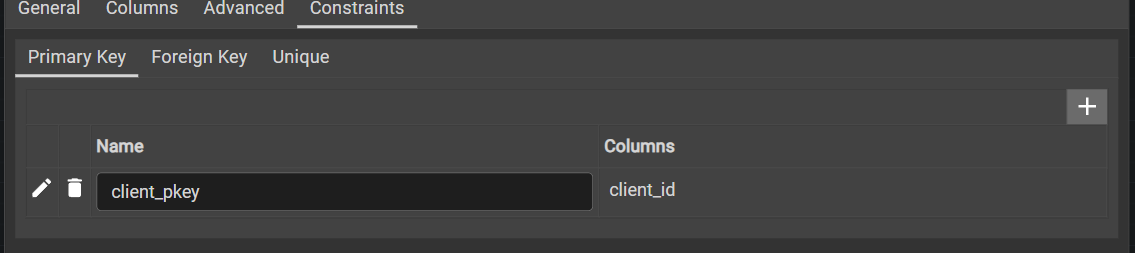 General Columns Advanced Constraints
Primary Key Foreign Key Unique
Name Columns
client_pkey client_id